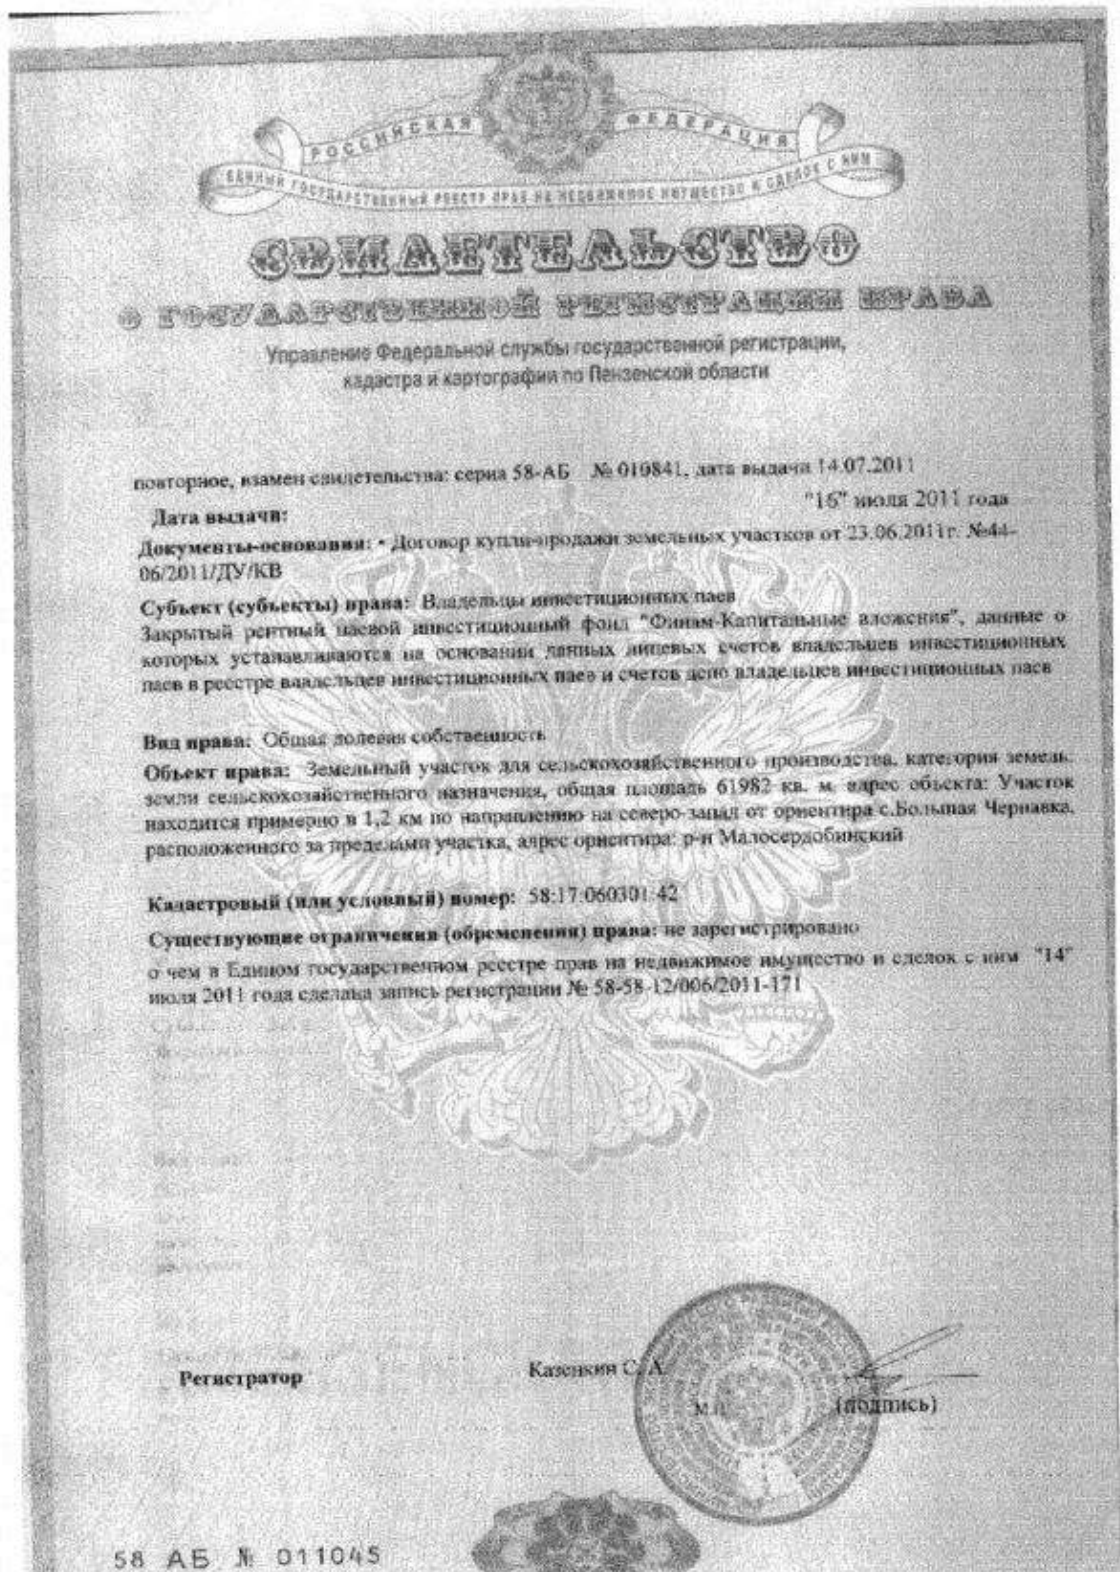 РОССИЙСКАЯ ФЕДЕРАЦИЯ
ЕДИНЫЙ ГОСУДАРСТВЕННЫЙ РЕЕСТР ПРАВ НА НЕДВИЖИМОЕ ИМУЩЕСТВО И СДЕЛОК С НИМ
СВИДЕТЕЛЬСТВО
О ГОСУДАРСТВЕННОЙ РЕГИСТРАЦИИ ПРАВА
Управление Федеральной службы государственной регистрации,
кадастра и картографии по Пензенской области
повторное, взамен свидетельства: серия 58-АБ № 010841, дата выдачи 14.07.2011
"16" июля 2011 года
Дата выдачи:
Документы-основания: • Договор купли-продажи земельных участков от 23.06.2011г. №44-
06/2011/ДУ/КВ
Субъект (субъекты) права: Владельцы инвестиционных паев
Закрытый рентный паевой инвестиционный фонд "Финам-Капитальные вложения", данные о
которых устанавливаются на основании данных лицевых счетов владельцев инвестиционных
паев в реестре владельцев инвестиционных паев и счетов депо владельцев инвестиционных паев
Вид права: Общая долевая собственность
Объект права: Земельный участок для сельскохозяйственного производства, категория земель:
земли сельскохозяйственного назначения, общая площадь 61982 кв. м, адрес объекта: Участок
находится примерно в 1,2 км по направлению на северо-запад от ориентира с.Большая Чернавка,
расположенного за пределами участка, адрес ориентира: р-н Малосердобинский
Кадастровый (или условный) номер: 58:17:060301:42
Существующие ограничения (обременения) права: не зарегистрировано
о чем в Едином государственном реестре прав на недвижимое имущество и сделок с ним "14"
июля 2011 года сделана запись регистрации № 58-58-12/006/2011-171
Регистратор
Казенкин С. А.
М.П.
(подпись)
58 АБ № 011045